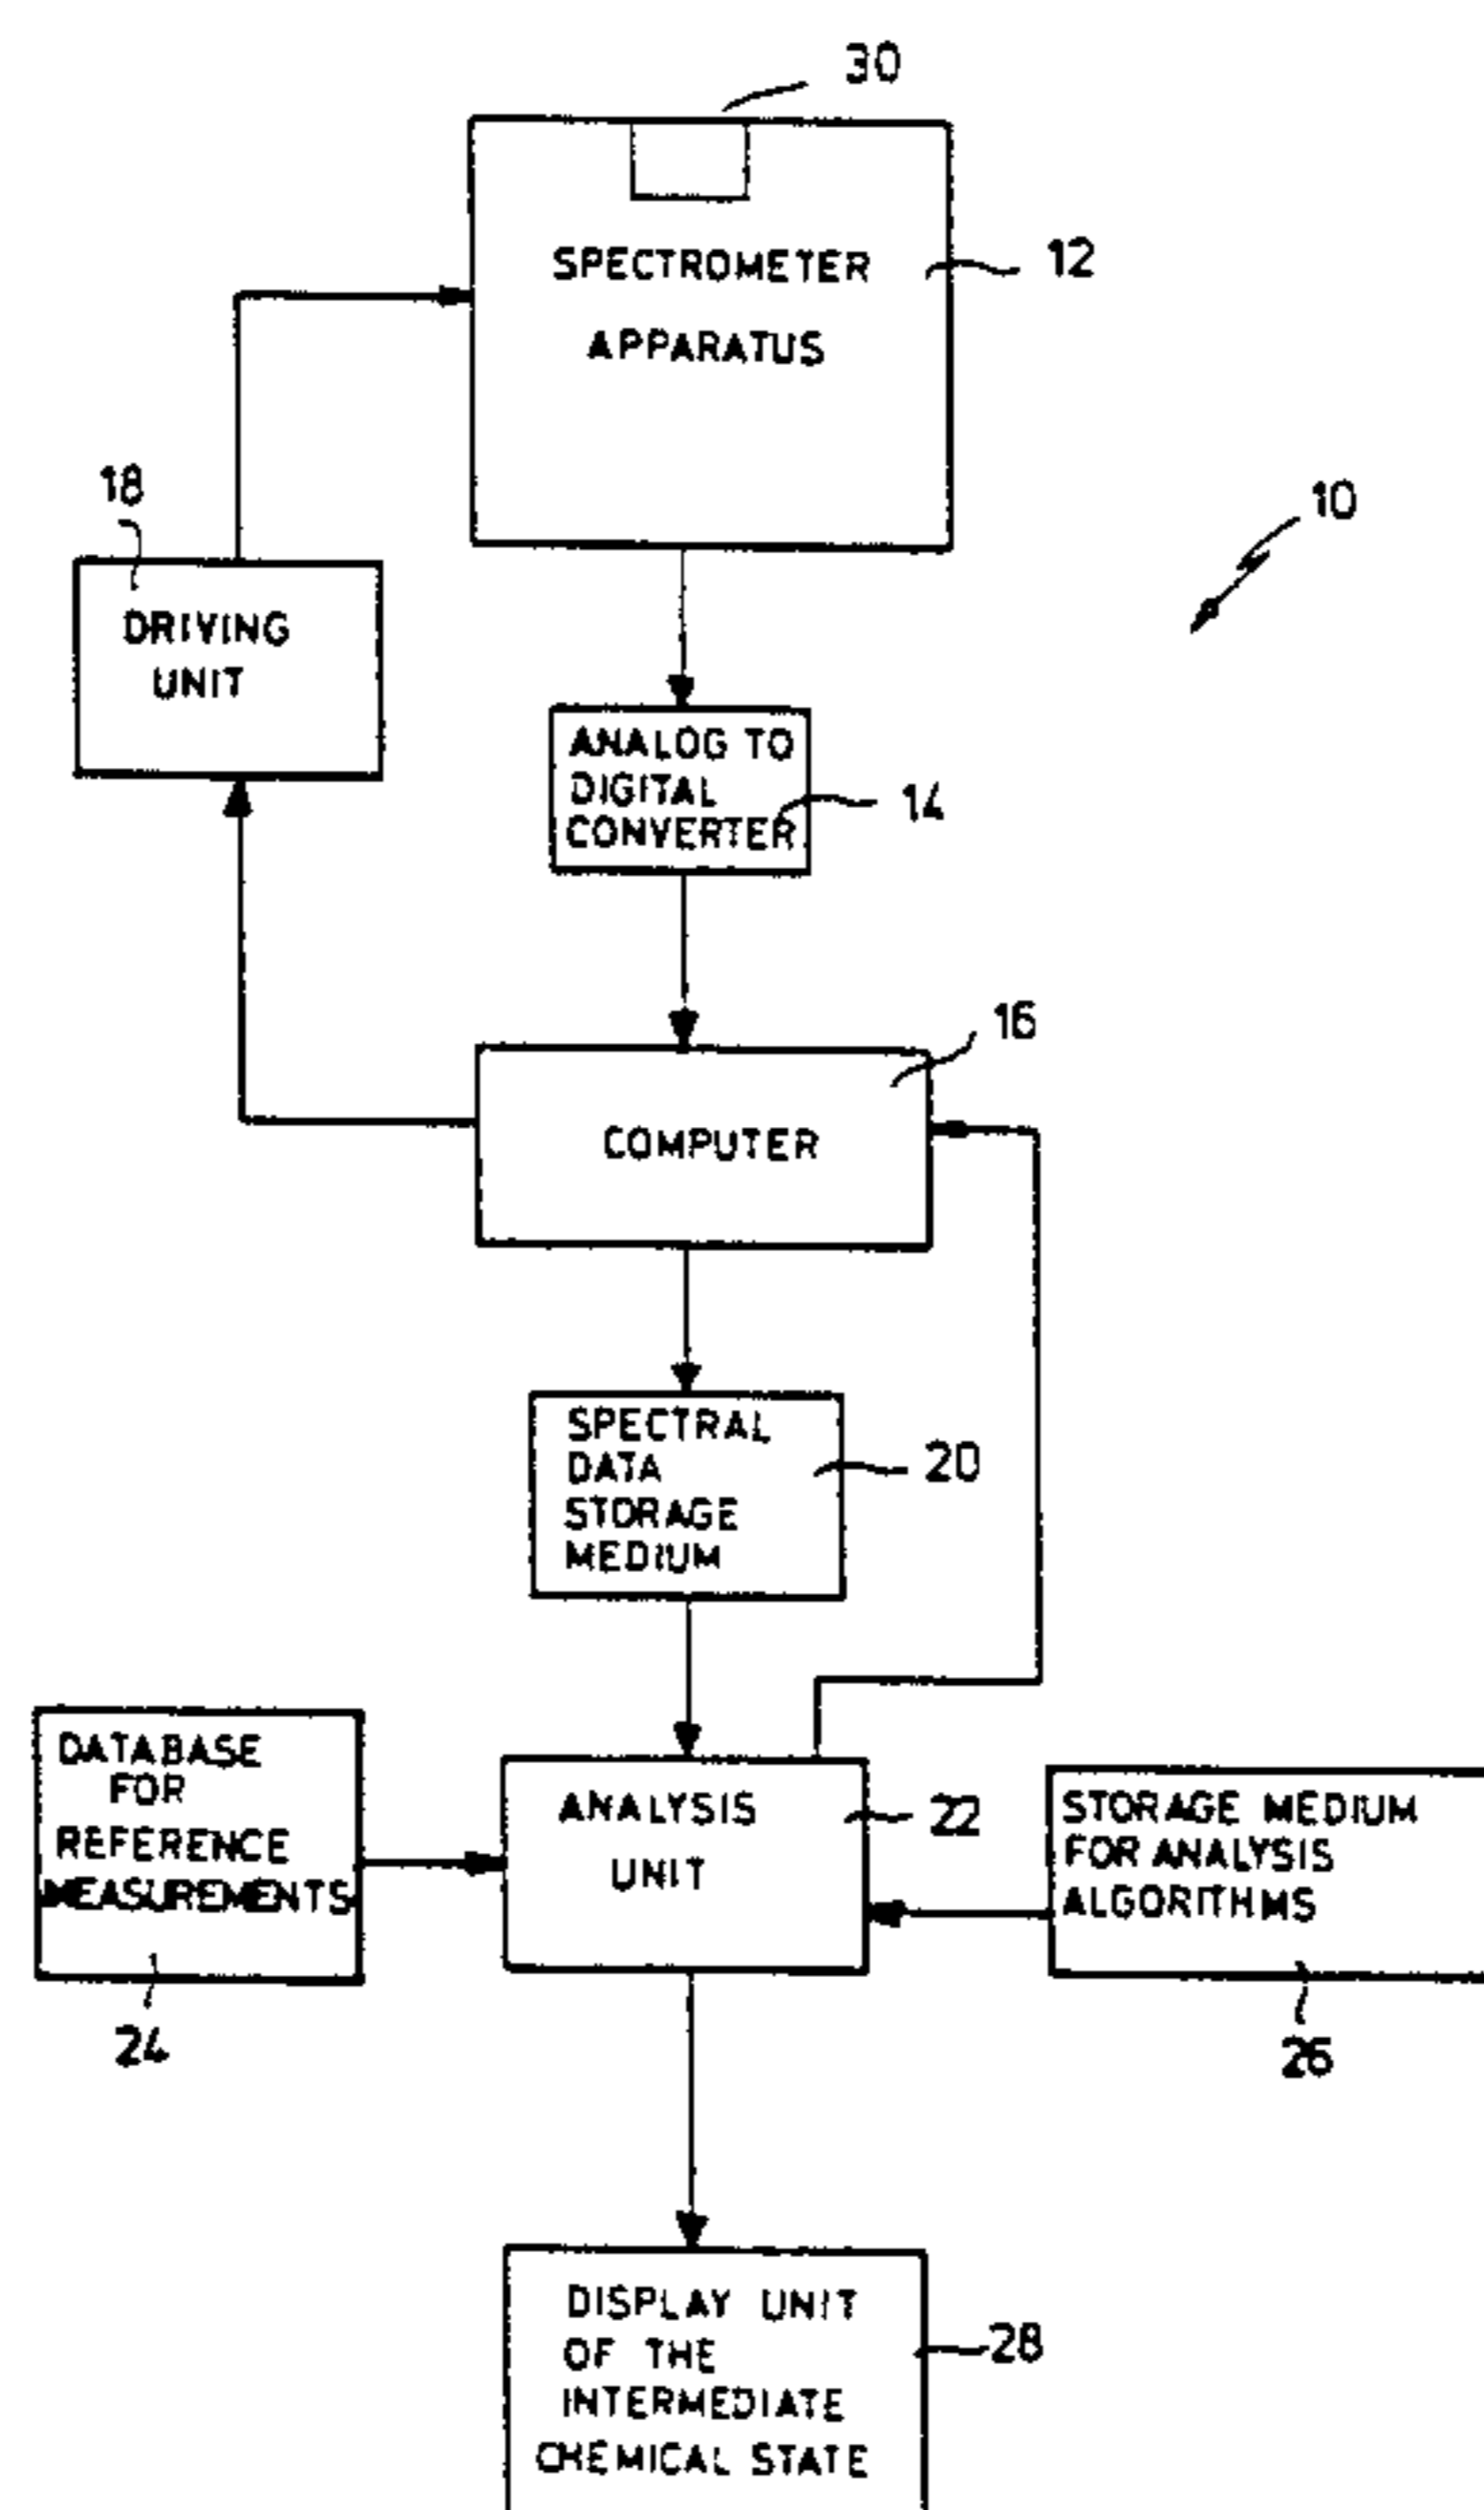 30
SPECTROMETER
APPARATUS
12
18
10
DRIVING
UNIT
ANALOG TO
DIGITAL
CONVERTER
14
16
COMPUTER
SPECTRAL
DATA
STORAGE
MEDIUM
20
DATABASE
FOR
REFERENCE
MEASUREMENTS
24
ANALYSIS
UNIT
22
STORAGE MEDIUM
FOR ANALYSIS
ALGORITHMS
26
DISPLAY UNIT
OF THE
INTERMEDIATE
CHEMICAL STATE
28